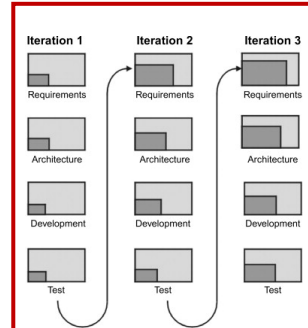 Iteration 1
Iteration 2
Iteration 3
Requirements
Requirements
Requirements
Architecture
Architecture
Architecture
Development
Development
Development
Test
Test
Test